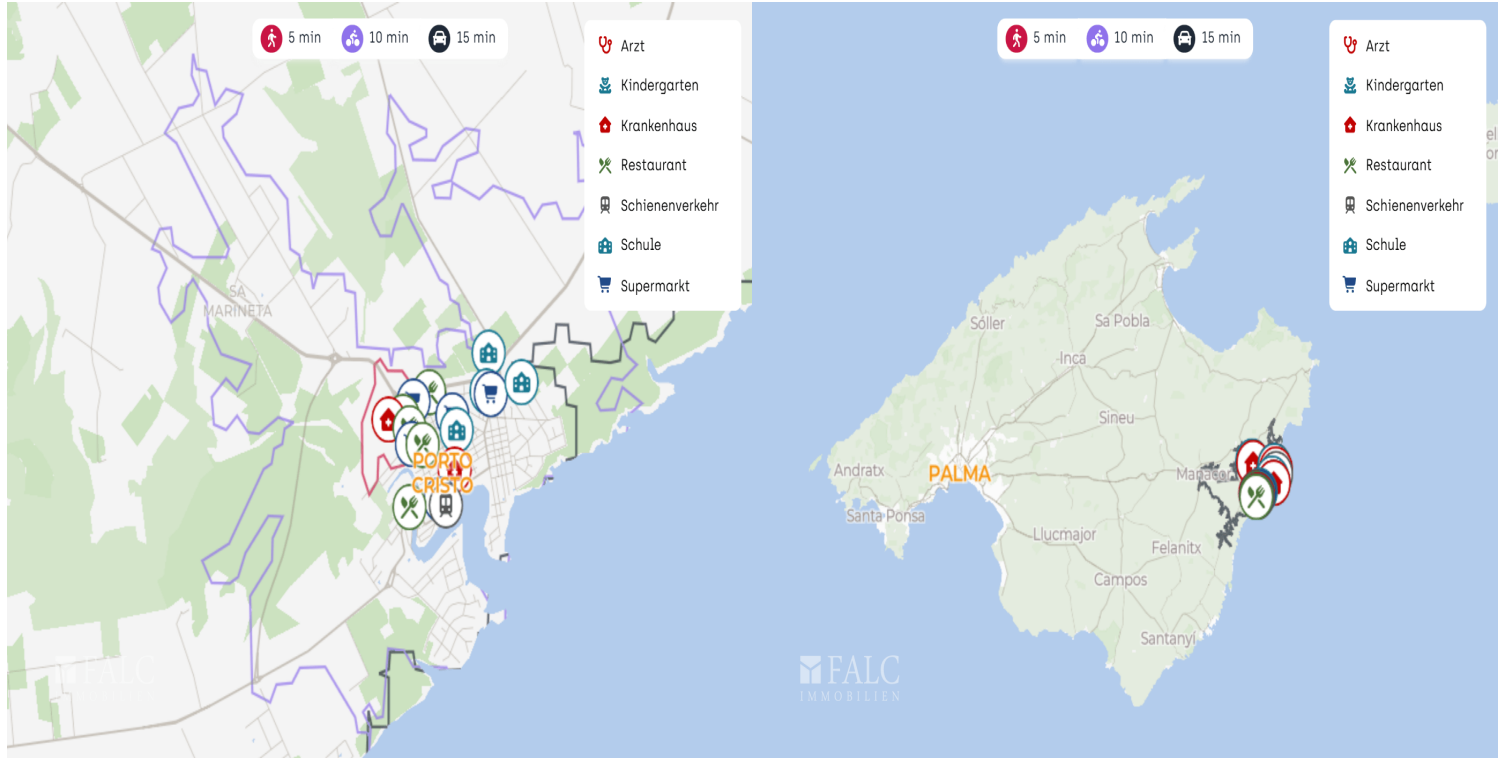 5 min
10 min
15 min
Arzt
Kindergarten
Krankenhaus
Restaurant
Schienenverkehr
Schule
Supermarkt
SA
MARINETA
PORTO
CRISTO
FALC
5 min
10 min
15 min
Arzt
Kindergarten
Krankenhaus
Restaurant
Schienenverkehr
Schule
Supermarkt
Sóller
Sa Pobla
Inca
Sineu
Andratx
PALMA
Manacor
Santa Ponsa
Llucmajor
Felanitx
Campos
Santanyí
FALC
IMMOBILIEN